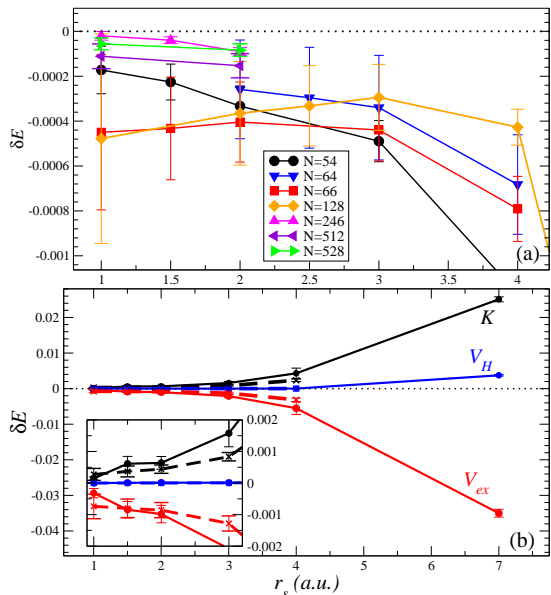 0
-0.0002
-0.0004
-0.0006
-0.0008
-0.001
δE
N=54
N=64
N=66
N=128
N=246
N=512
N=528
(a)
1 1.5 2 2.5 3 3.5 4
0.02
0.01
0
-0.01
-0.02
-0.03
-0.04
δE
K
V_H
V_ex
0.002
0.001
0
-0.001
-0.002
1 2 3
(b)
1 2 3 4 5 6 7
r_s (a.u.)